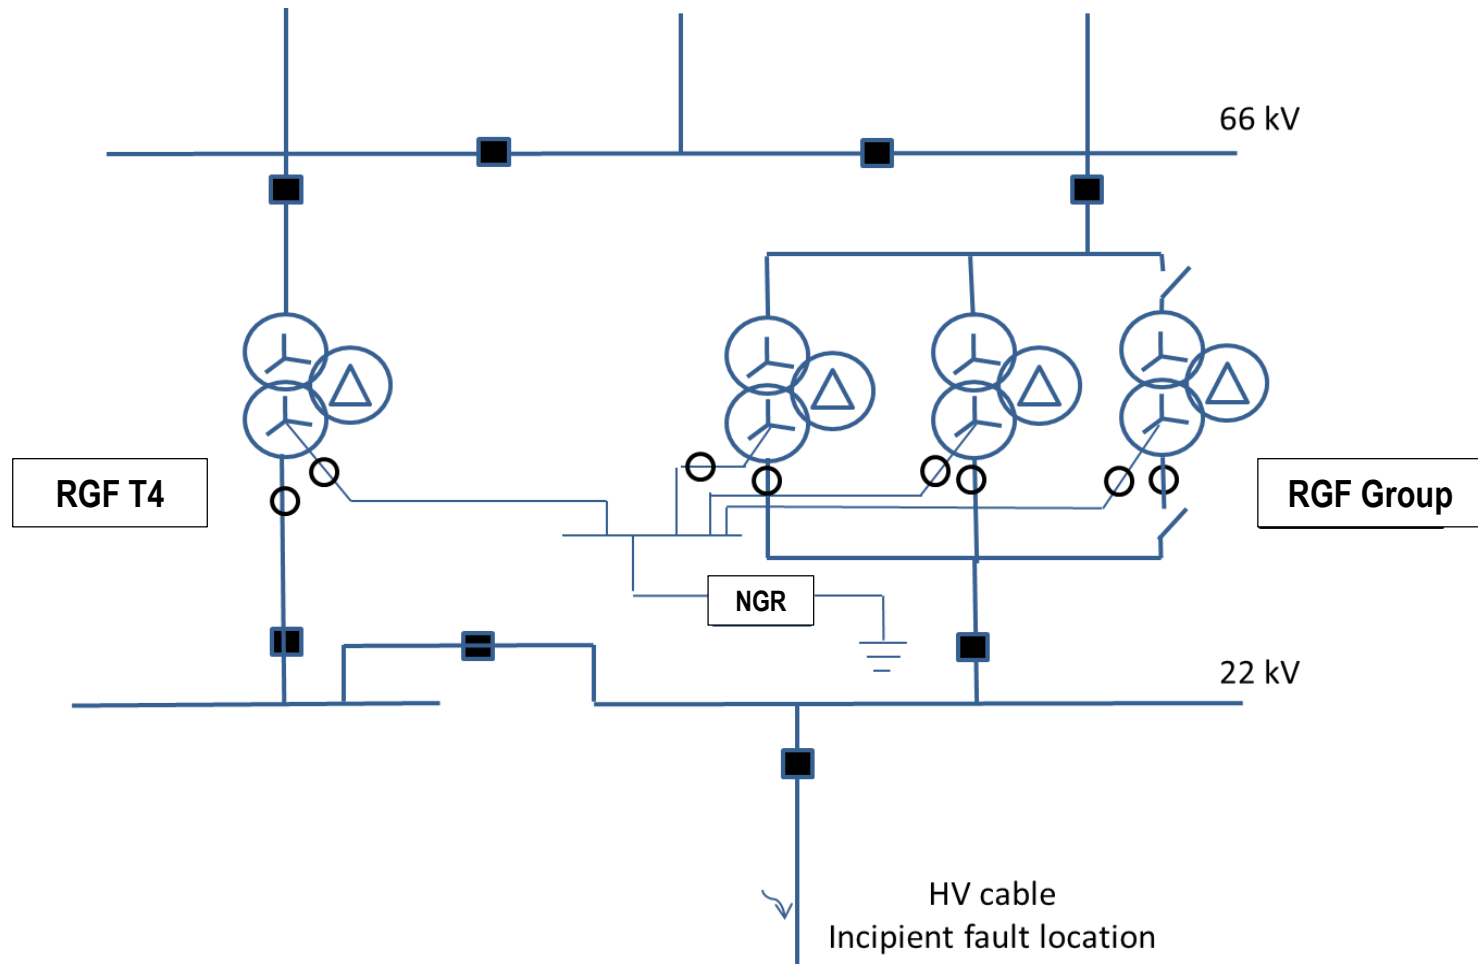 66 kV
RGF T4
RGF Group
NGR
22 kV
HV cable
Incipient fault location